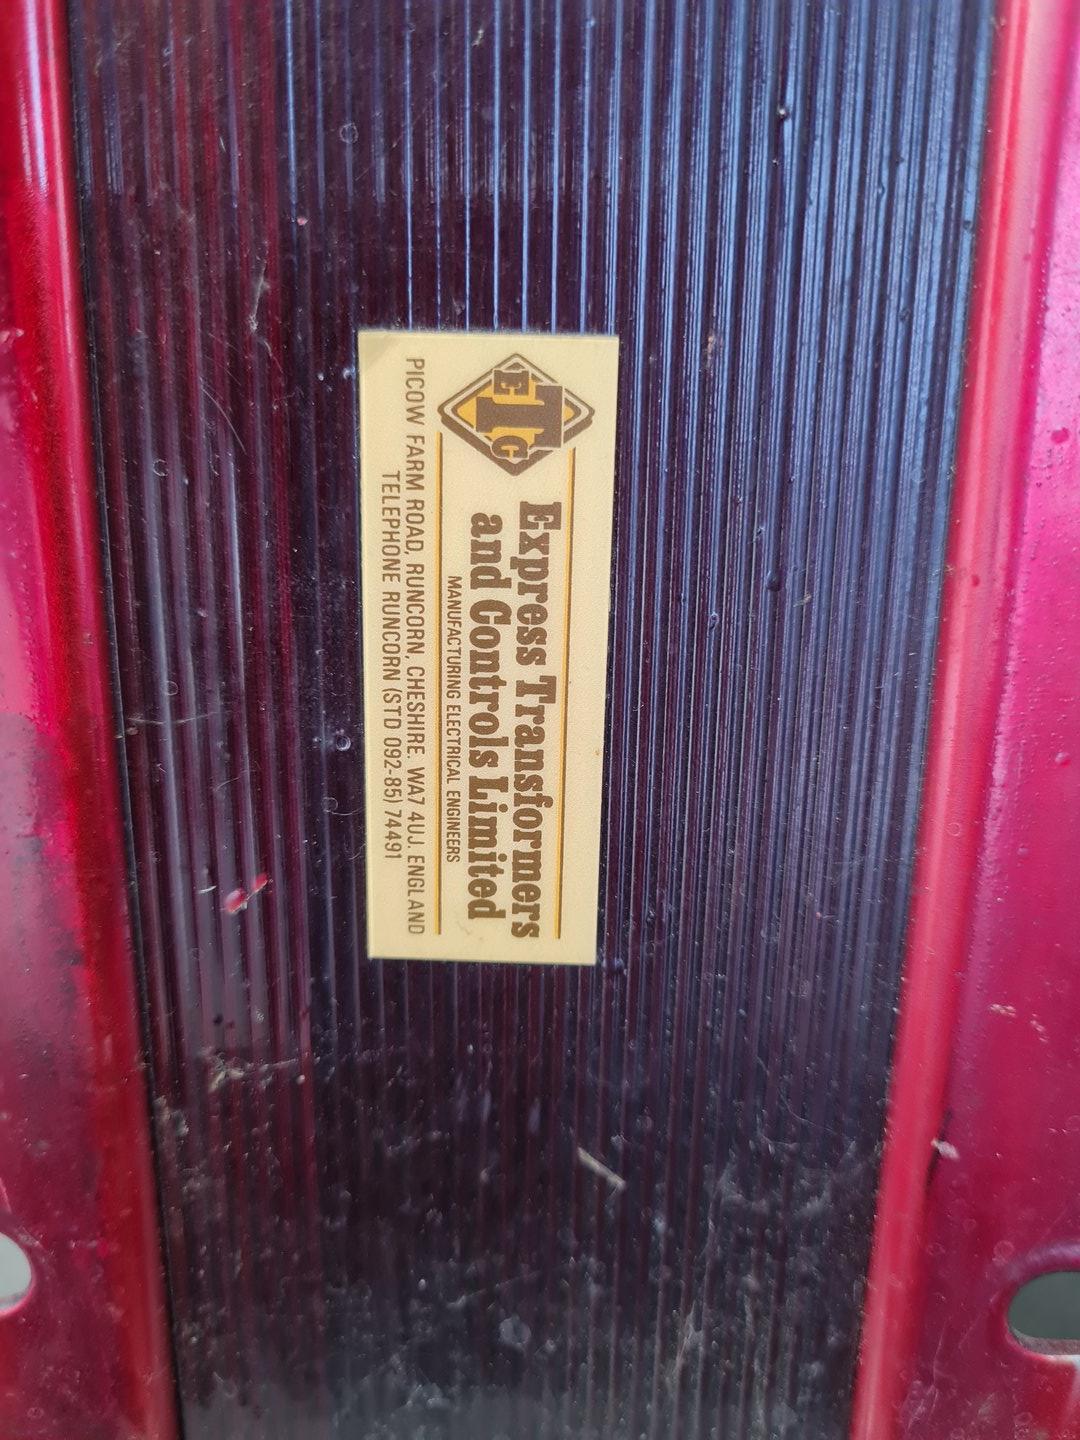 ETC
Express Transformers
and Controls Limited
MANUFACTURING ELECTRICAL ENGINEERS
PICOW FARM ROAD, RUNCORN, CHESHIRE. WA7 4UJ. ENGLAND
TELEPHONE RUNCORN (STD 092-85) 74491